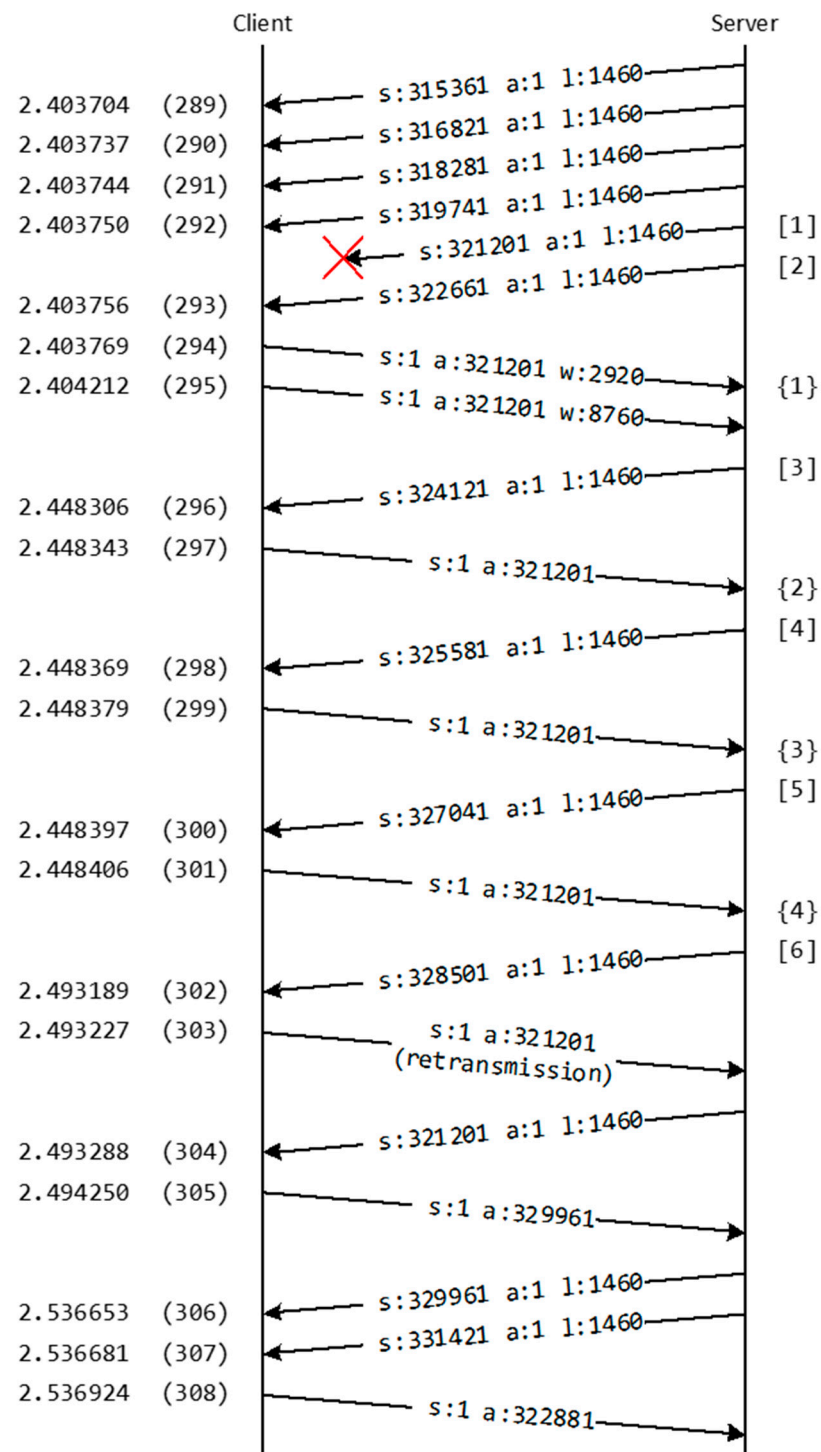 Client Server
s:315361 a:1 l:1460
2.403704 (289)
s:316821 a:1 l:1460
2.403737 (290)
s:318281 a:1 l:1460
2.403744 (291)
s:319741 a:1 l:1460
2.403750 (292)
s:321201 a:1 l:1460 [1]
s:322661 a:1 l:1460 [2]
2.403756 (293)
2.403769 (294)
s:1 a:321201 w:2920 {1}
2.404212 (295)
s:1 a:321201 w:8760
s:324121 a:1 l:1460 [3]
2.448306 (296)
2.448343 (297)
s:1 a:321201 {2}
s:325581 a:1 l:1460 [4]
2.448369 (298)
2.448379 (299)
s:1 a:321201 {3}
s:327041 a:1 l:1460 [5]
2.448397 (300)
2.448406 (301)
s:1 a:321201 {4}
s:328501 a:1 l:1460 [6]
2.493189 (302)
2.493227 (303)
s:1 a:321201
(retransmission)
s:321201 a:1 l:1460
2.493288 (304)
2.494250 (305)
s:1 a:329961
s:329961 a:1 l:1460
2.536653 (306)
s:331421 a:1 l:1460
2.536681 (307)
2.536924 (308)
s:1 a:322881